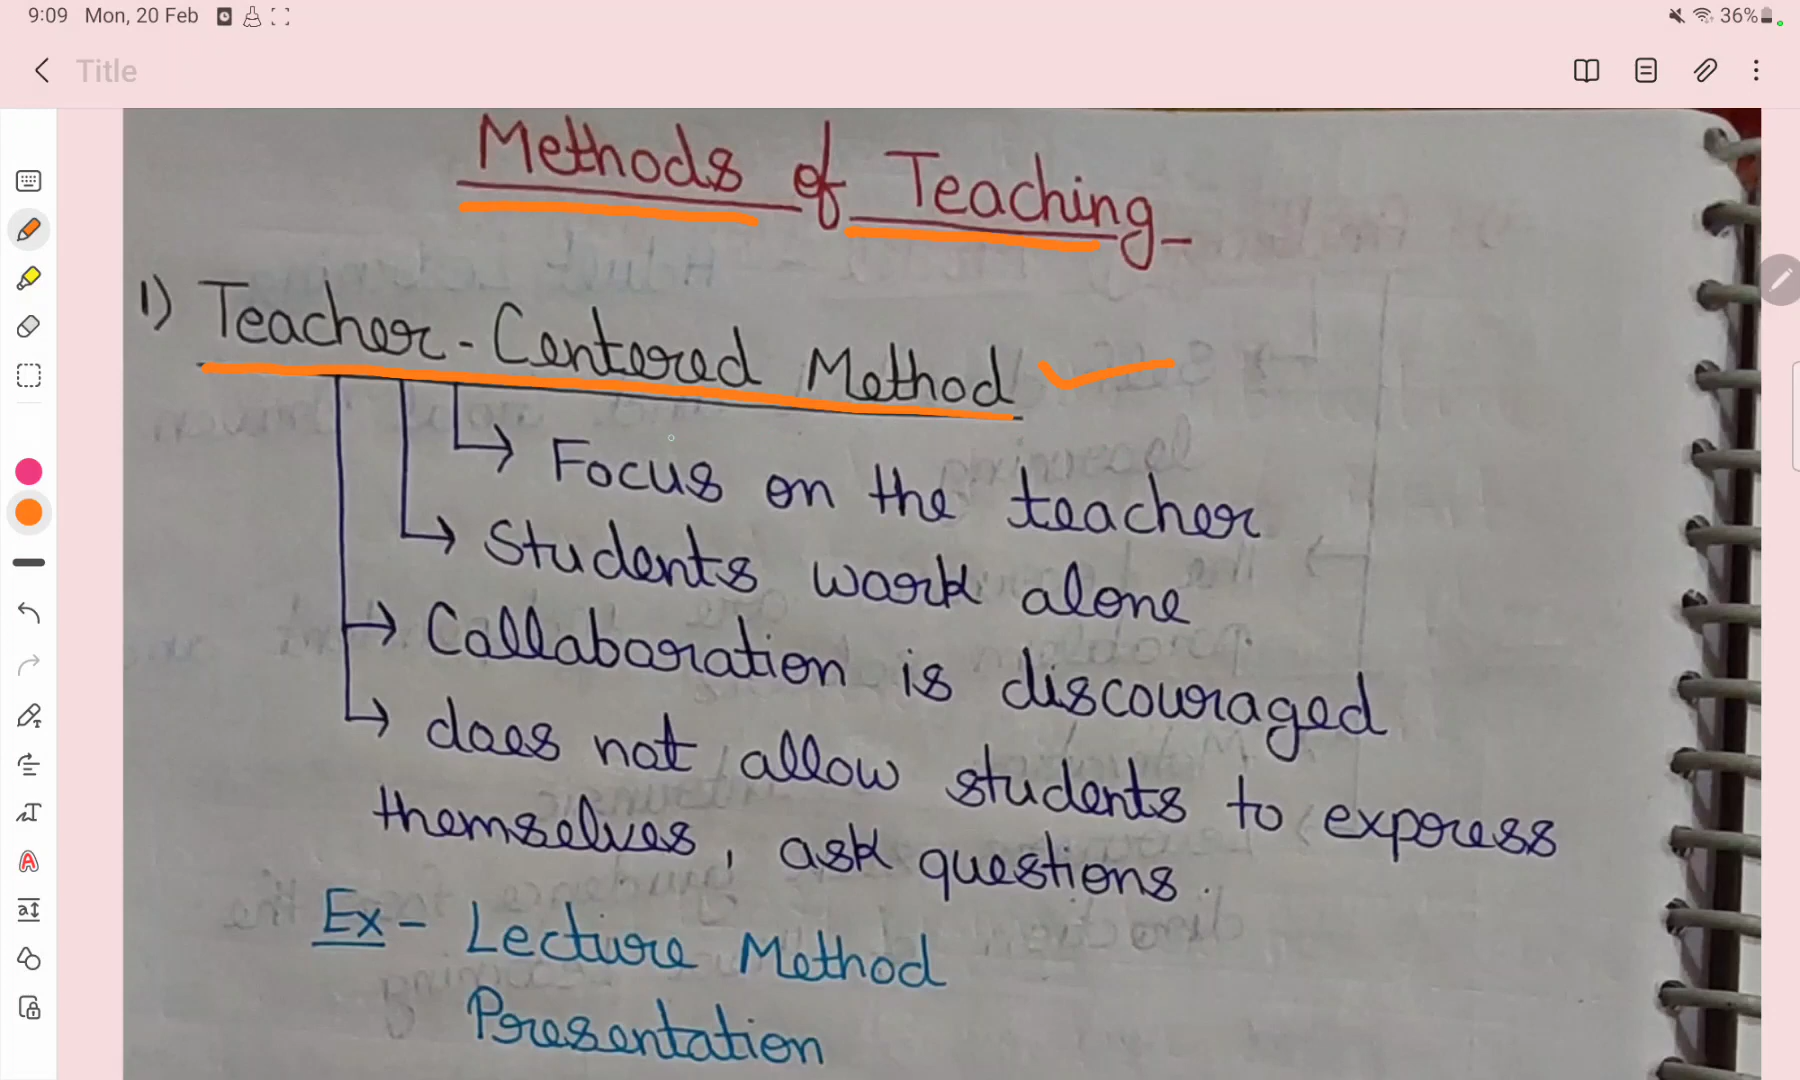 9:09 Mon, 20 Feb
36%
Title
Methods of Teaching-
1) Teacher-Centered Method
Focus on the teacher
Students work alone
Collaboration is discouraged
does not allow students to express
themselves, ask questions.
Ex- Lecture Method
Presentation